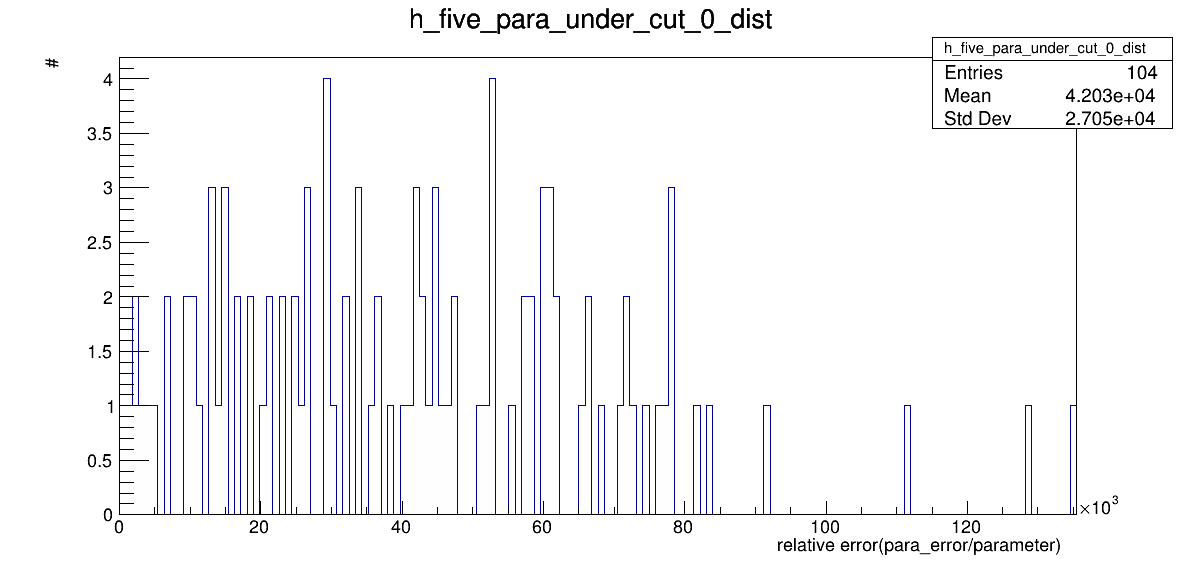 h_five_para_under_cut_0_dist
h_five_para_under_cut_0_dist
Entries 104
Mean 4.203e+04
Std Dev 2.705e+04
#
4
3.5
3
2.5
2
1.5
1
0.5
0
0 20 40 60 80 100 120 ×10³
relative error(para_error/parameter)